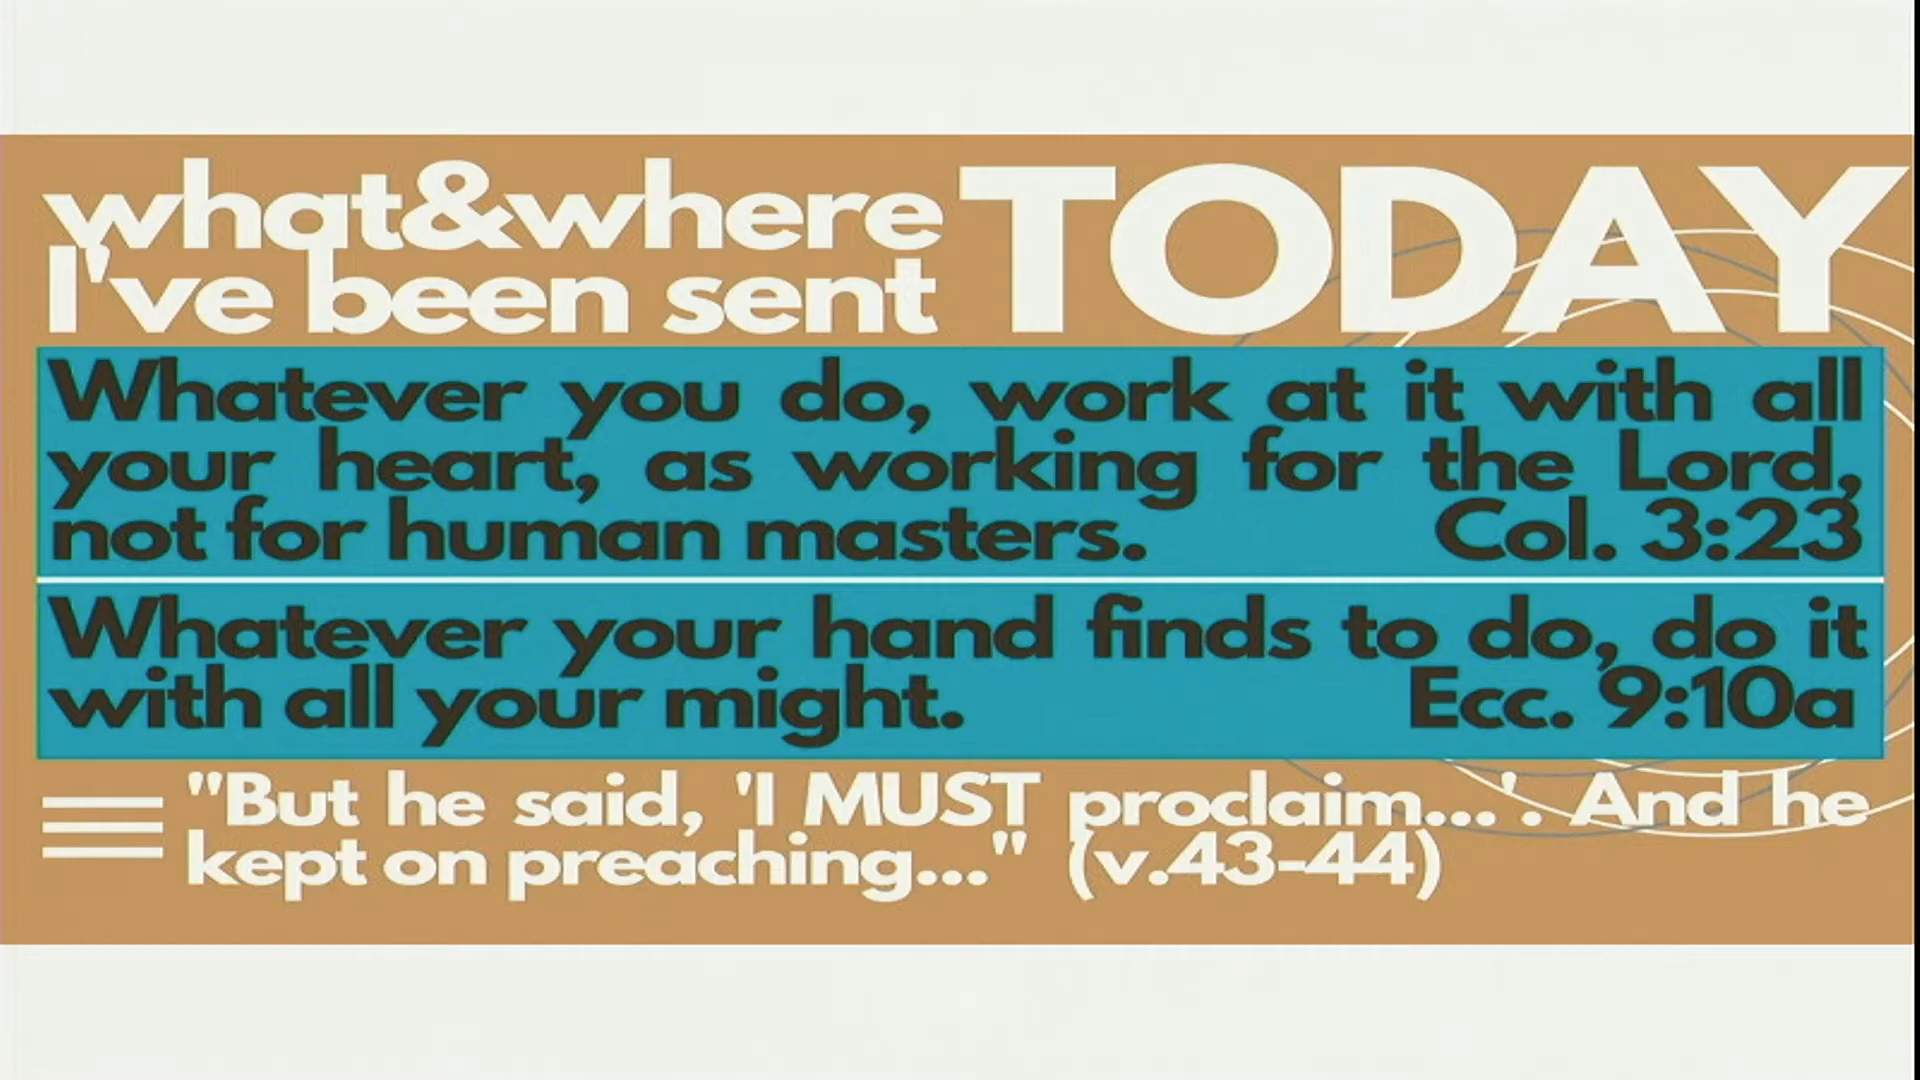 what&where
I've been sent
TODAY
Whatever you do, work at it with all
your heart, as working for the Lord,
not for human masters. Col. 3:23
Whatever your hand finds to do, do it
with all your might. Ecc. 9:10a
"But he said, 'I MUST proclaim...'. And he
kept on preaching..." (v.43-44)